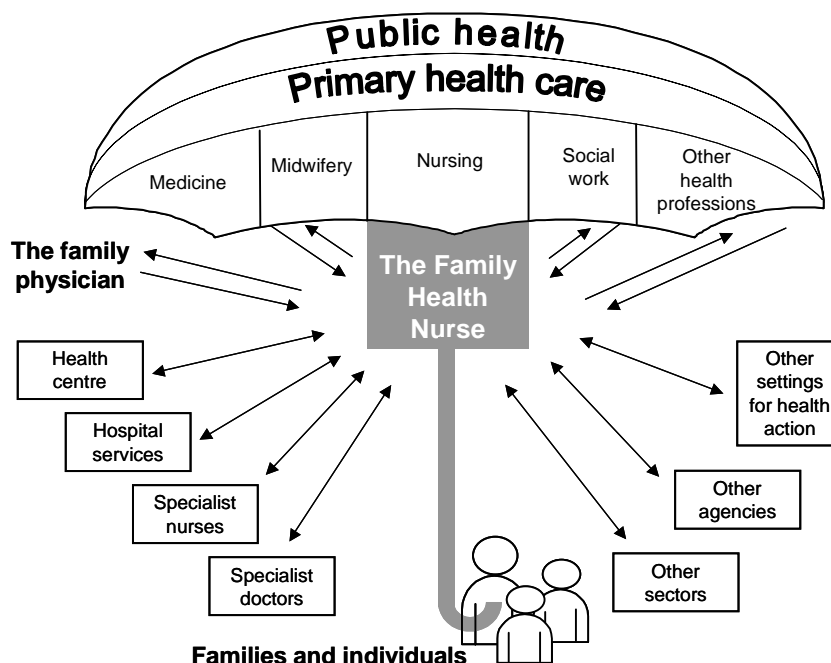 Public health
Primary health care
Medicine
Midwifery
Nursing
Social
work
Other
health
professions
The family
physician
The Family
Health
Nurse
Health
centre
Hospital
services
Specialist
nurses
Specialist
doctors
Other
settings
for health
action
Other
agencies
Other
sectors
Families and individuals